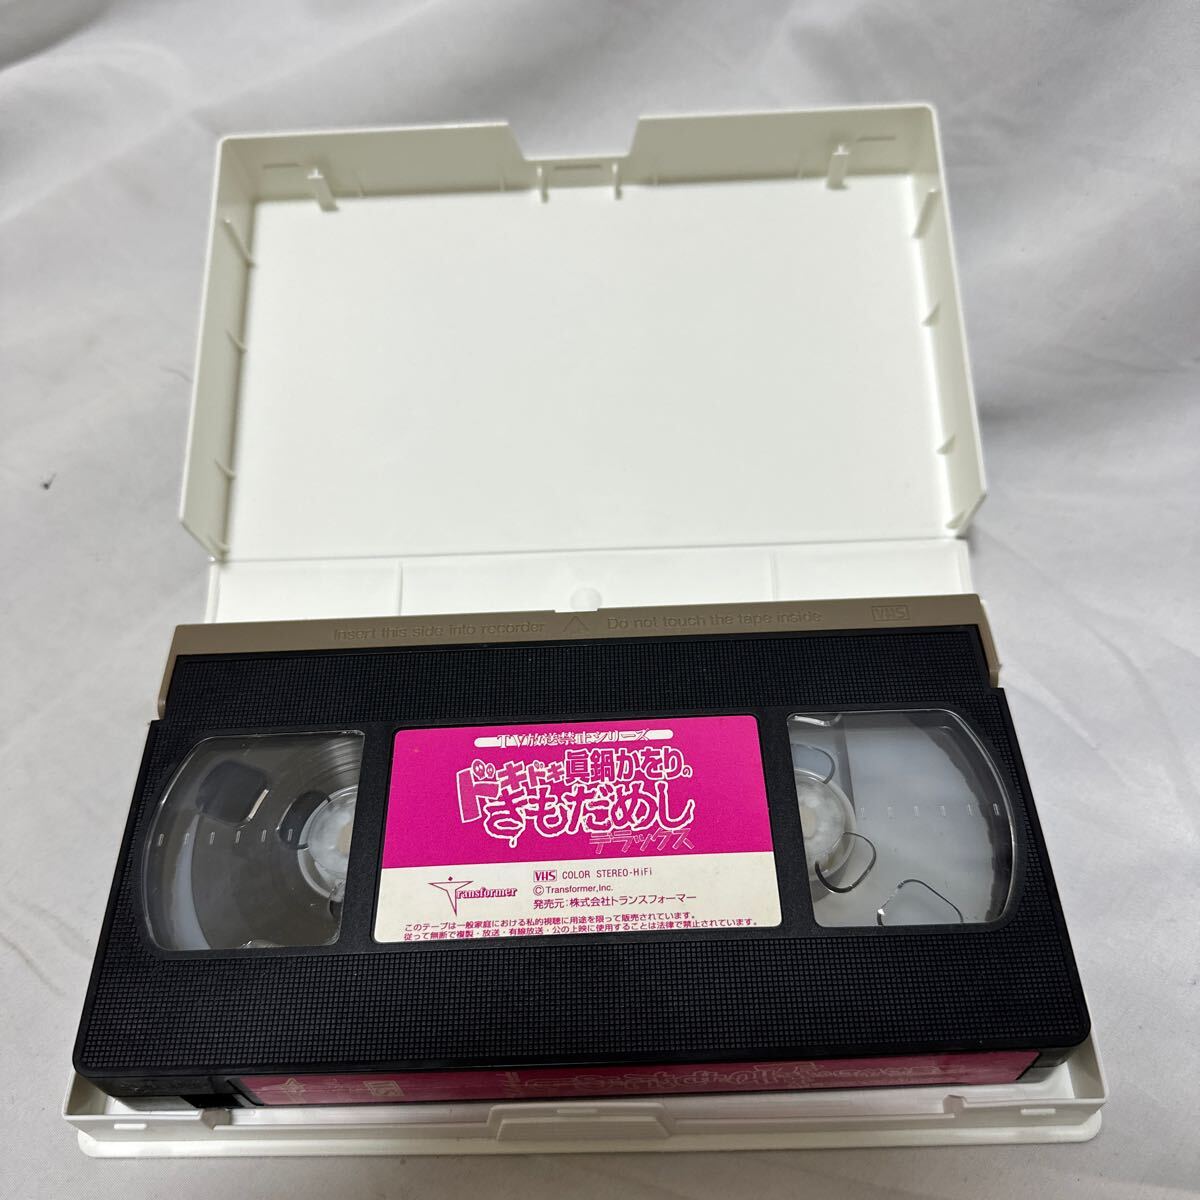 Insert this side into recorder △ Do not touch the tape inside VHS
TV放送禁止シリーズ
ドキドキ眞鍋かをりの
きもだめし
デラックス
Transformer
VHS COLOR STEREO-HiFi
©Transformer,Inc.
発売元:株式会社トランスフォーマー
このテープは一般家庭における私的視聴に用途を限って販売されています。
従って無断で複製・放送・有線放送・公の上映に使用することは法律で禁止されています。
VHS